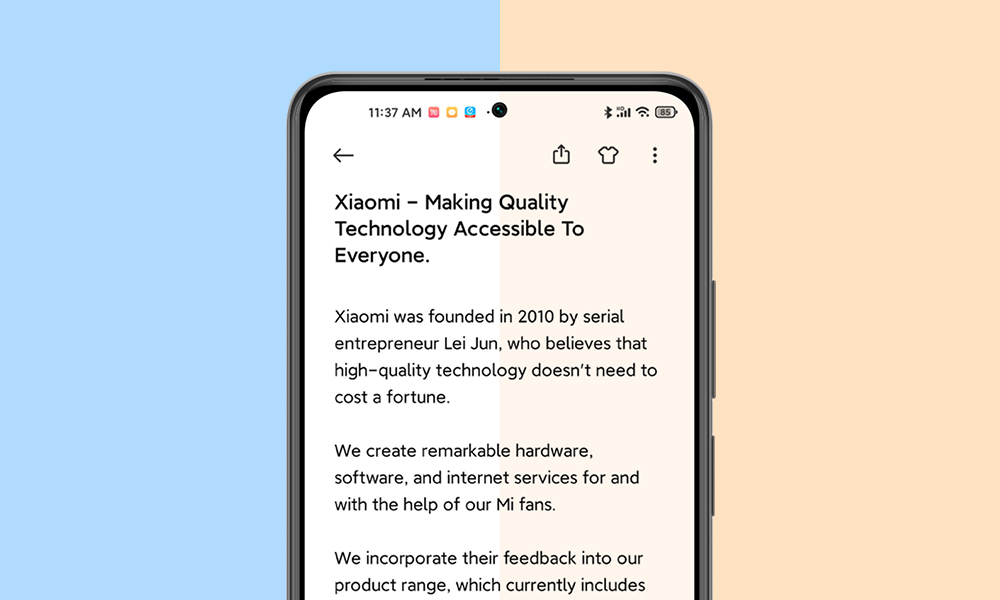 11:37 AM HD 85
Xiaomi – Making Quality
Technology Accessible To
Everyone.
Xiaomi was founded in 2010 by serial
entrepreneur Lei Jun, who believes that
high-quality technology doesn't need to
cost a fortune.
We create remarkable hardware,
software, and internet services for and
with the help of our Mi fans.
We incorporate their feedback into our
product range, which currently includes